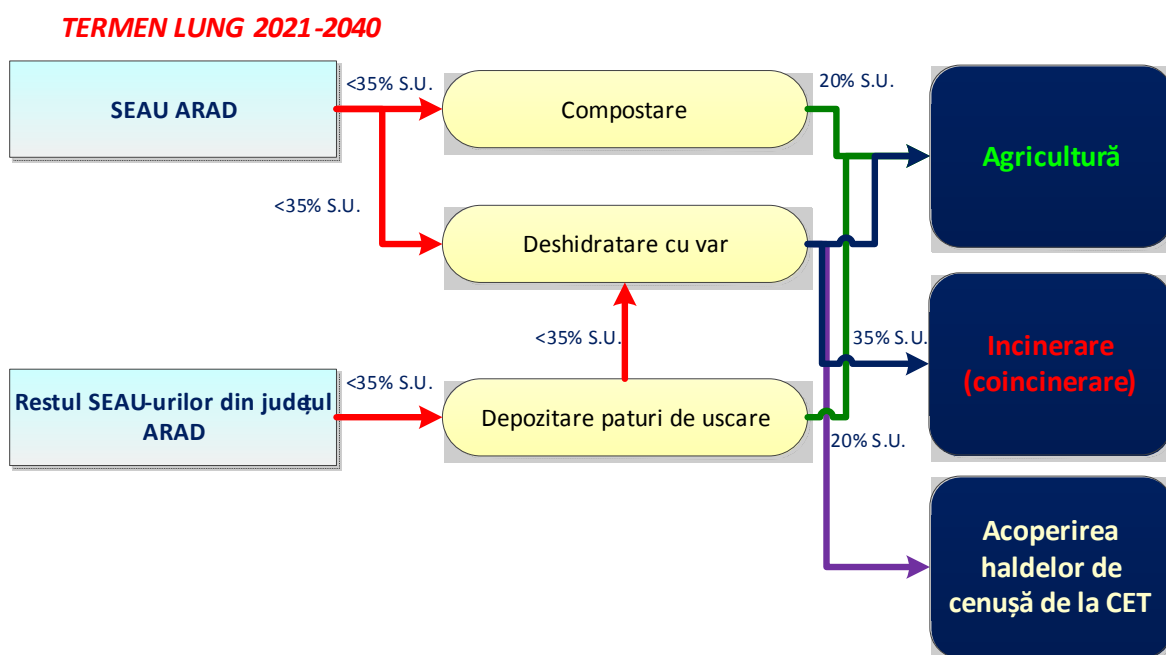 TERMEN LUNG 2021-2040
SEAU ARAD
<35% S.U.
Compostare
20% S.U.
Agricultură
<35% S.U.
Deshidratare cu var
<35% S.U.
35% S.U.
Incinerare
(coincinerare)
Restul SEAU-urilor din județul
ARAD
<35% S.U.
Depozitare paturi de uscare
20% S.U.
Acoperirea
haldelor de
cenușă de la CET